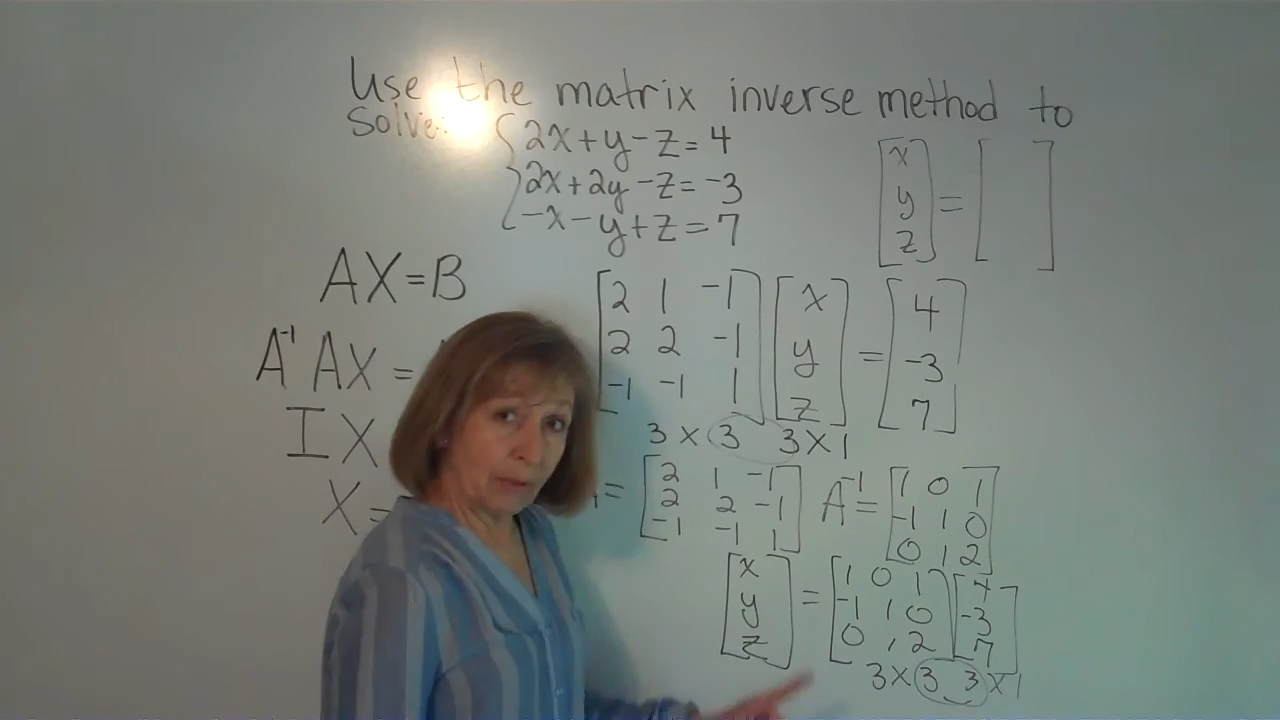 Use the matrix inverse method to
Solve: { 2x + y - z = 4
2x + 2y - z = -3
-x - y + z = 7
[x y z] = [ ]
AX = B
[2 1 -1
2 2 -1
-1 -1 1] [x
y
z] = [4
-3
7]
A⁻¹ AX =
3 x 3 3 x 1
IX
X =
= [2 1 -1
2 2 -1
-1 -1 1]
A⁻¹ = [1 0 1
-1 1 0
0 1 2]
[x
y
z] = [1 0 1
-1 1 0
0 1 2] [4
-3
7]
3 x 3 3 x 1